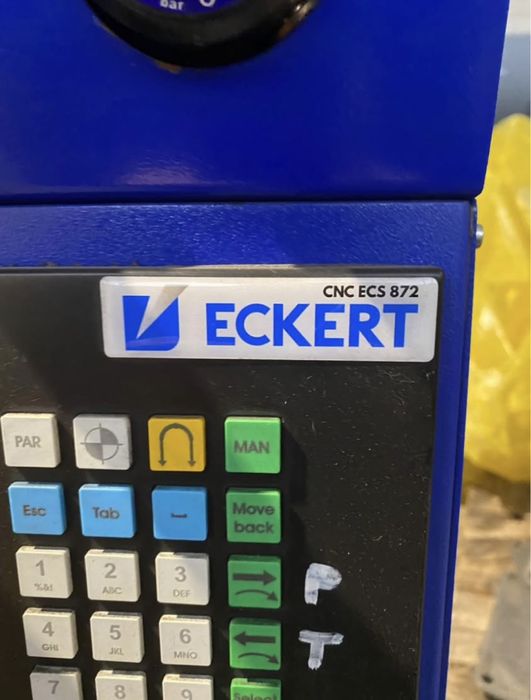 Bar
CNC ECS 872
ECKERT
PAR MAN
Esc Tab Move back
1 2 3
%&! ABC DEF
P
4 5 6
GHI JKL MNO
T
7 8 9 Select